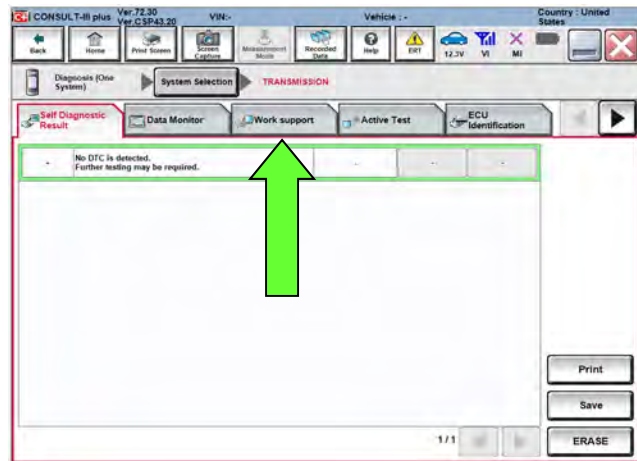 CONSULT-III plus
Ver.72.30
Ver.CSP43.20
VIN:-
Vehicle : -
Country : United
States
Back
Home
Print Screen
Screen
Capture
Measurement
Mode
Recorded
Data
Help
ERT
12.3V
VI
MI
Diagnosis (One
System)
System Selection
TRANSMISSION
Self Diagnostic
Result
Data Monitor
Work support
Active Test
ECU
Identification
- No DTC is detected.
Further testing may be required.
- - -
Print
Save
1/1
ERASE